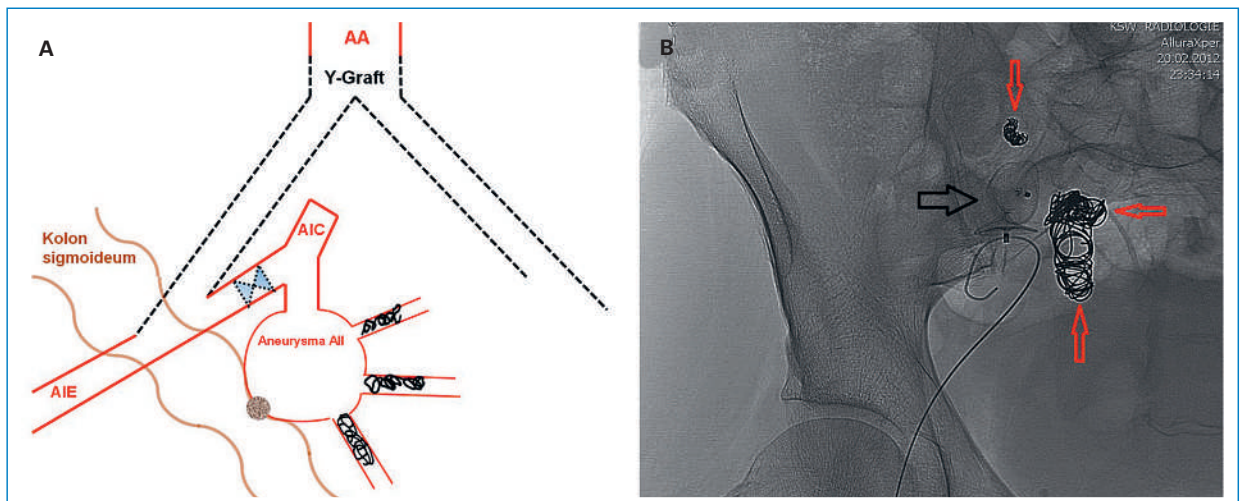 A
AA
Y-Graft
Kolon
sigmoideum
AIC
Aneurysma AII
AIE
B
KSW RADIOLOGIE
AlluraXper
20.02.2012
23:34:14